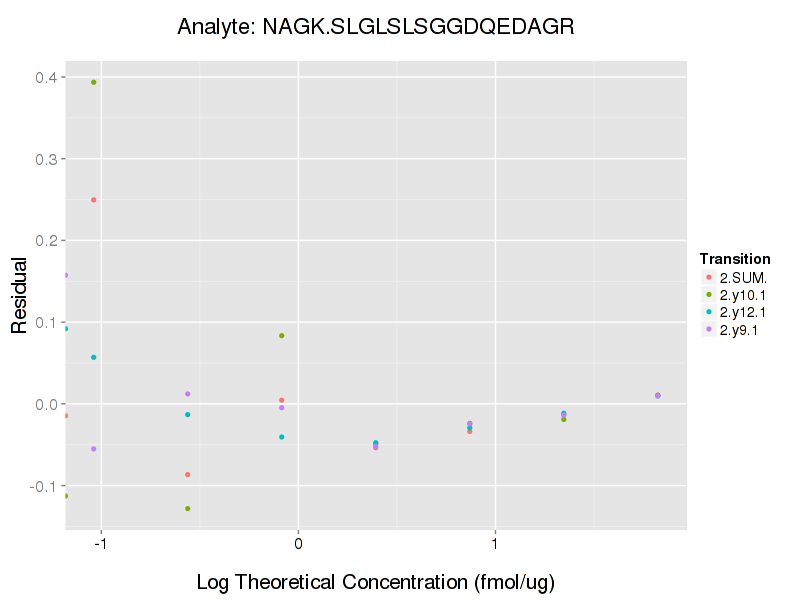 Analyte: NAGK.SLGLSLSGGDQEDAGR
0.4
0.3
0.2
0.1
0.0
-0.1
Residual
-1
0
1
Log Theoretical Concentration (fmol/ug)
Transition
2.SUM.
2.y10.1
2.y12.1
2.y9.1